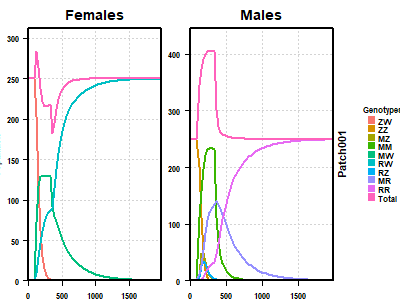 Females
Males
300
250
200
150
100
50
0
0
500
1000
1500
400
300
200
100
0
0
500
1000
1500
Patch001
Genotypes
ZW
ZZ
MZ
MM
MW
RW
RZ
MR
RR
Total